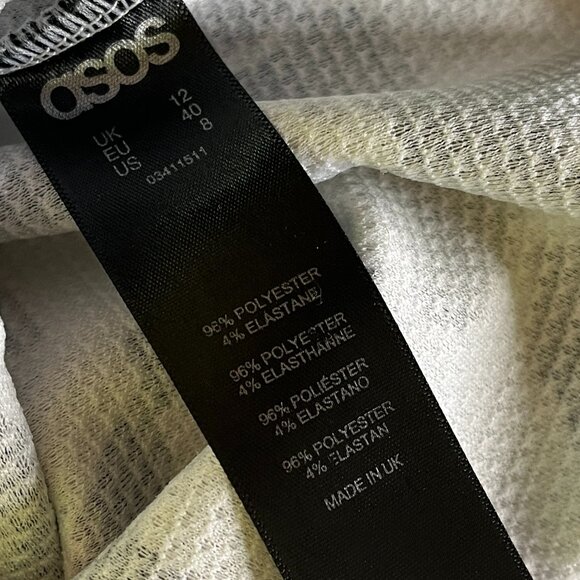 asos
UK 12
EU 40
US 8
03411511
96% POLYESTER
4% ELASTANE
96% POLYESTER
4% ELASTHANNE
96% POLIÉSTER
4% ELASTANO
96% POLYESTER
4% ELASTAN
MADE IN UK